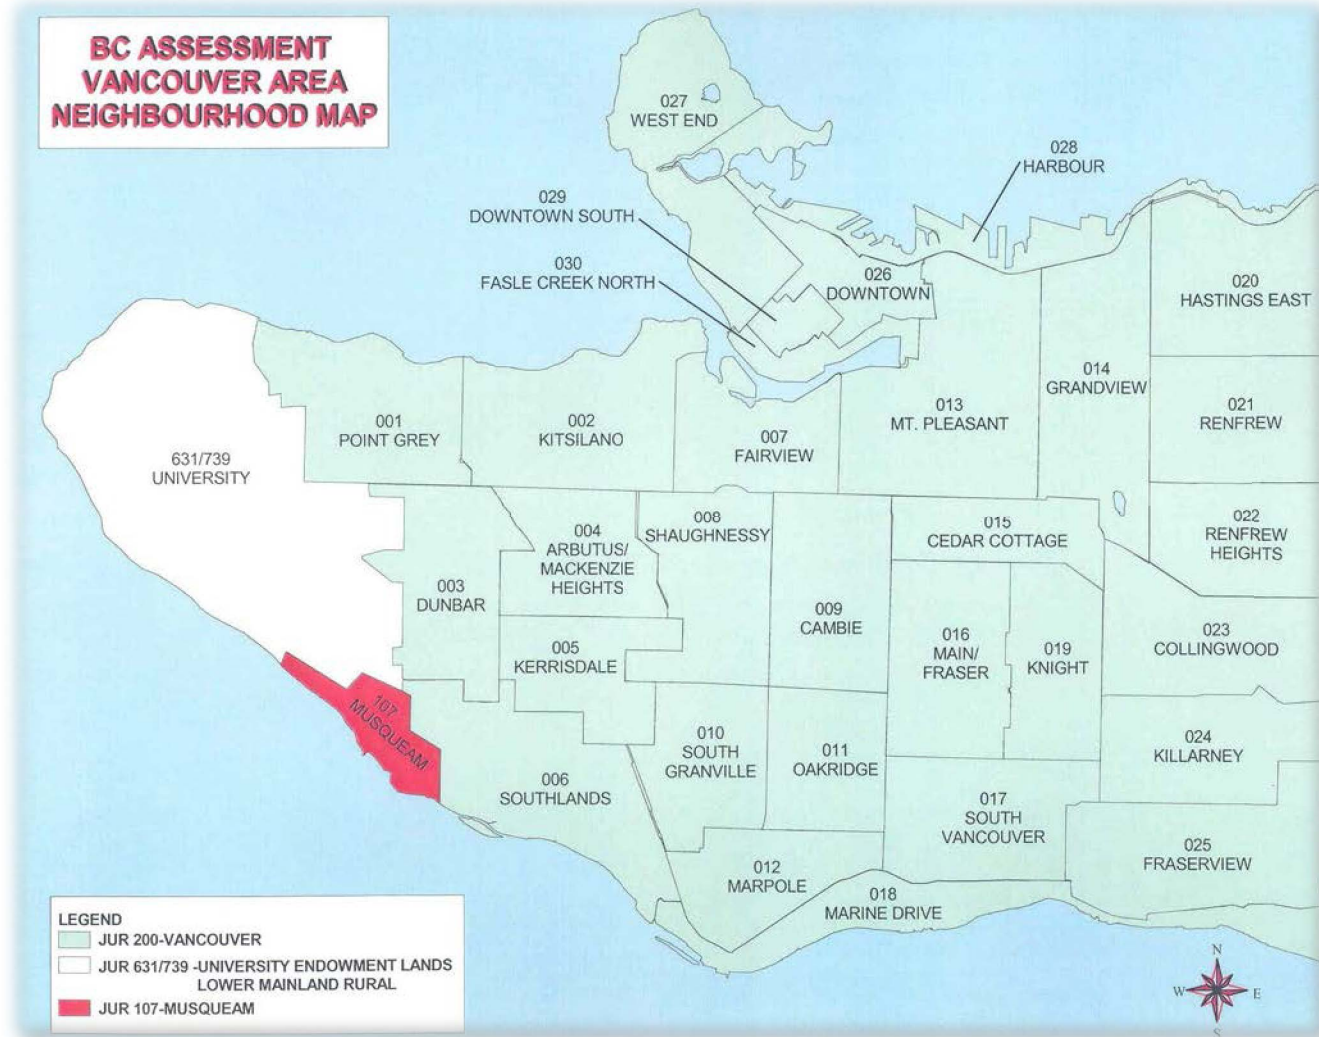 BC ASSESSMENT
VANCOUVER AREA
NEIGHBOURHOOD MAP
027
WEST END
028
HARBOUR
029
DOWNTOWN SOUTH
030
FASLE CREEK NORTH
026
DOWNTOWN
020
HASTINGS EAST
014
GRANDVIEW
013
MT. PLEASANT
021
RENFREW
001
POINT GREY
002
KITSILANO
007
FAIRVIEW
631/739
UNIVERSITY
022
RENFREW
HEIGHTS
008
SHAUGHNESSY
015
CEDAR COTTAGE
004
ARBUTUS/
MACKENZIE
HEIGHTS
003
DUNBAR
009
CAMBIE
016
MAIN/
FRASER
019
KNIGHT
023
COLLINGWOOD
005
KERRISDALE
107
MUSQUEAM
010
SOUTH
GRANVILLE
011
OAKRIDGE
024
KILLARNEY
006
SOUTHLANDS
017
SOUTH
VANCOUVER
025
FRASERVIEW
012
MARPOLE
018
MARINE DRIVE
LEGEND
JUR 200-VANCOUVER
JUR 631/739 -UNIVERSITY ENDOWMENT LANDS
LOWER MAINLAND RURAL
JUR 107-MUSQUEAM
N
W E
S